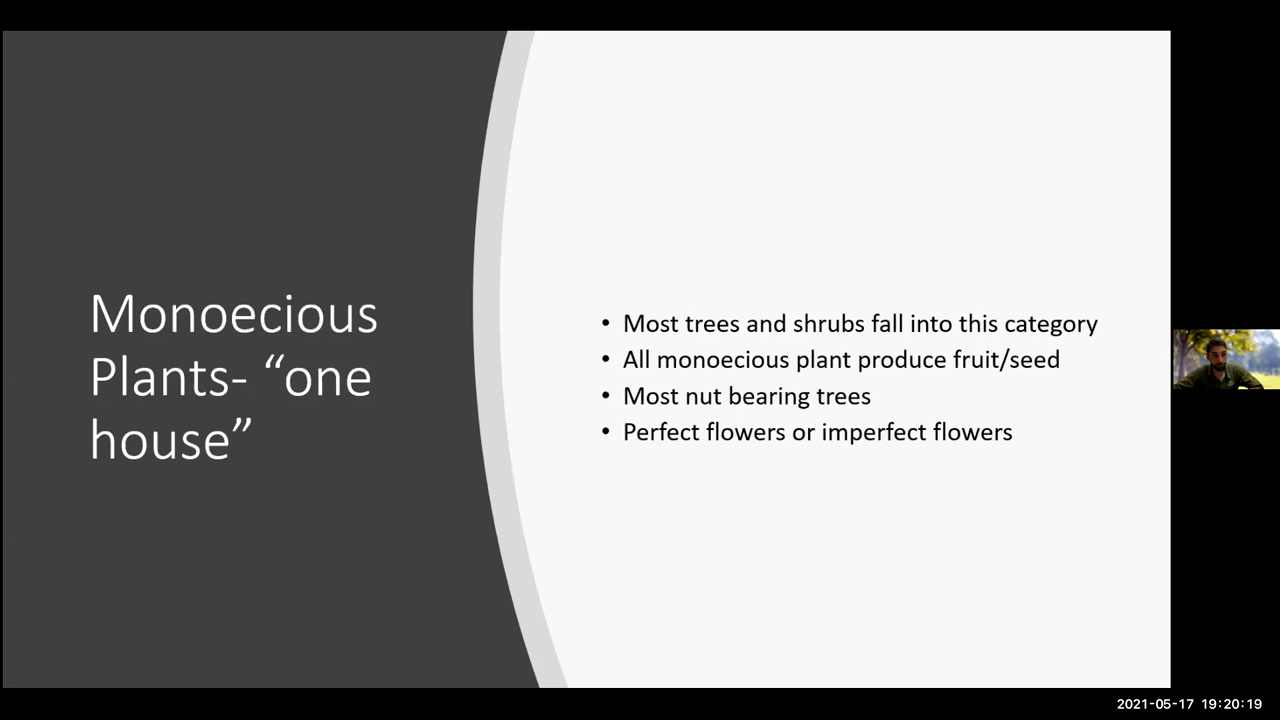 Monoecious
Plants- “one
house”
• Most trees and shrubs fall into this category
• All monoecious plant produce fruit/seed
• Most nut bearing trees
• Perfect flowers or imperfect flowers
2021-05-17 19:20:19